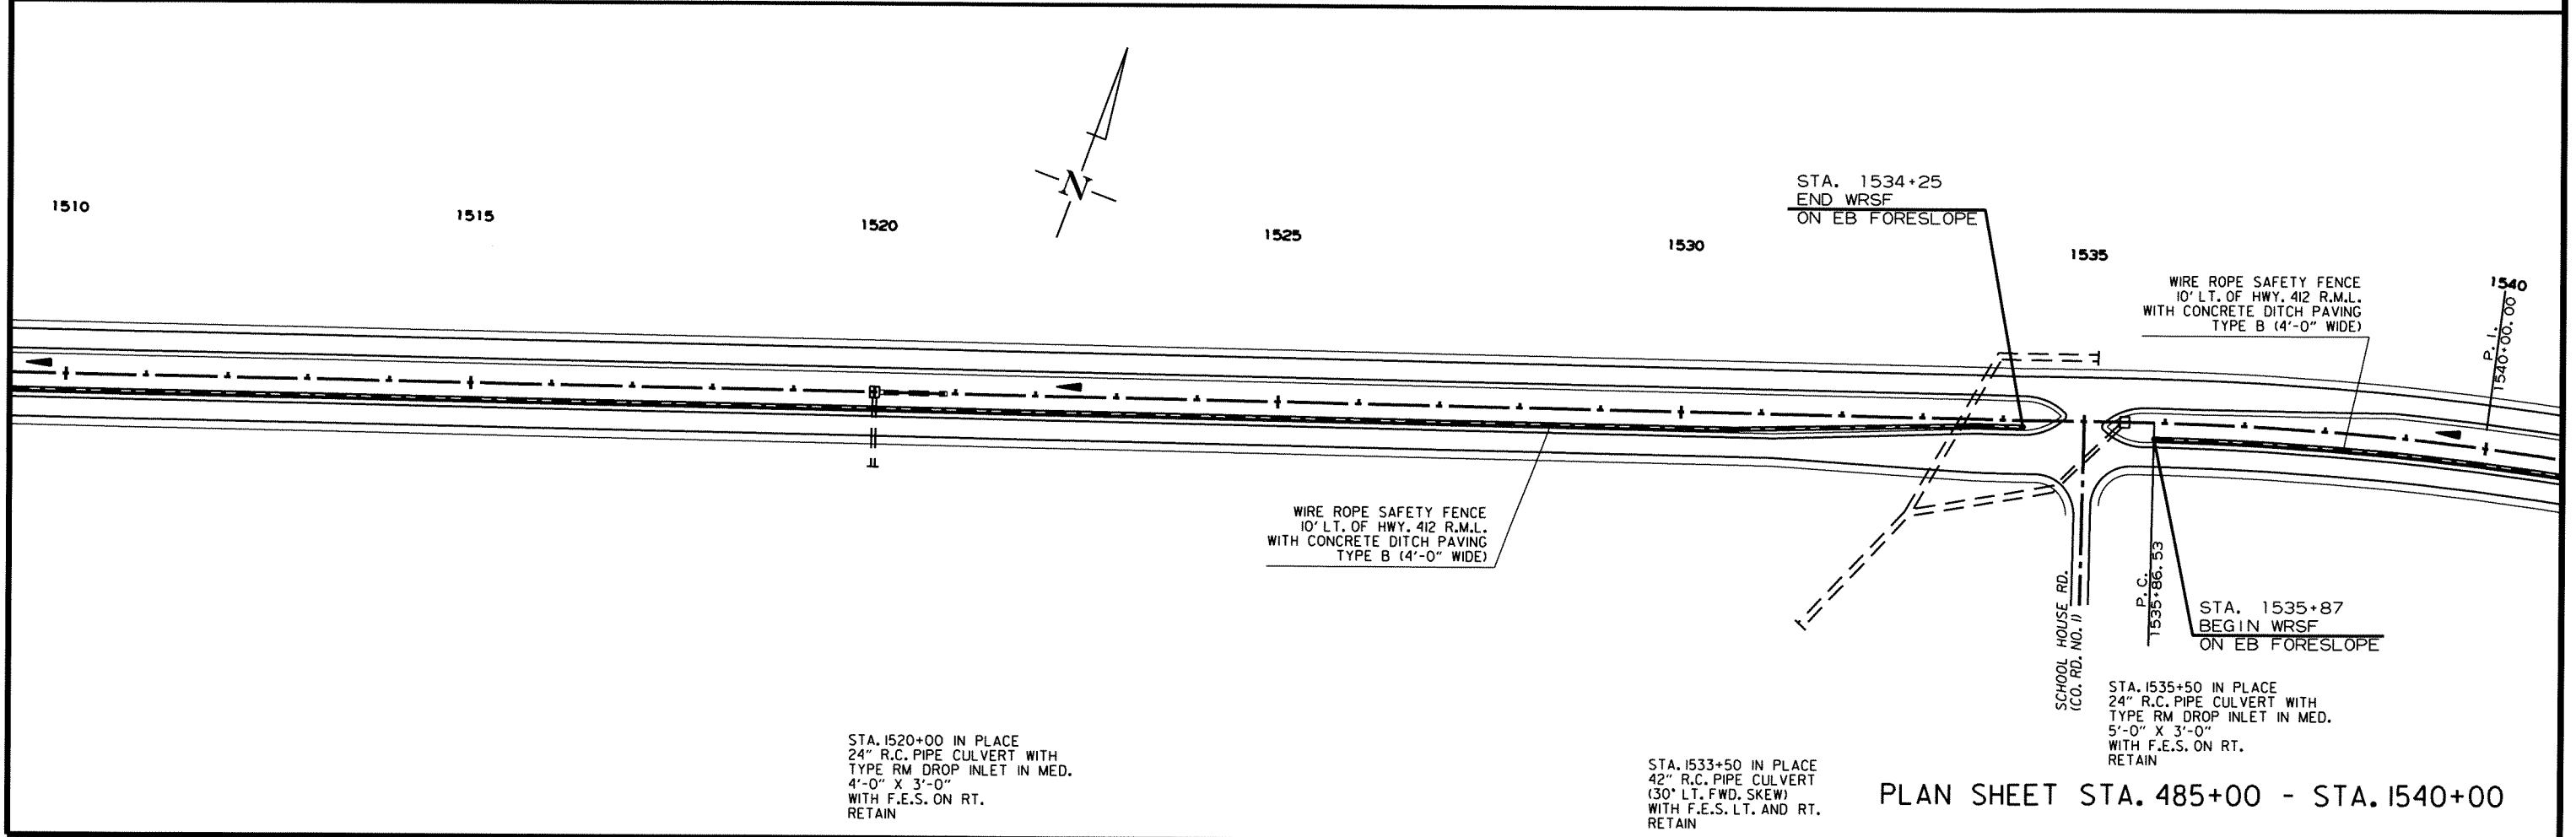 1510
1515
1520
1525
1530
1535
1540
N
STA. 1534+25
END WRSF
ON EB FORESLOPE
WIRE ROPE SAFETY FENCE
10' LT. OF HWY. 412 R.M.L.
WITH CONCRETE DITCH PAVING
TYPE B (4'-0" WIDE)
P. I.
1540+00.00
WIRE ROPE SAFETY FENCE
10' LT. OF HWY. 412 R.M.L.
WITH CONCRETE DITCH PAVING
TYPE B (4'-0" WIDE)
SCHOOL HOUSE RD.
(CO. RD. NO. 1)
P. C.
1535+86.53
STA. 1535+87
BEGIN WRSF
ON EB FORESLOPE
STA. 1520+00 IN PLACE
24" R.C. PIPE CULVERT WITH
TYPE RM DROP INLET IN MED.
4'-0" X 3'-0"
WITH F.E.S. ON RT.
RETAIN
STA. 1533+50 IN PLACE
42" R.C. PIPE CULVERT
(30° LT. FWD. SKEW)
WITH F.E.S. LT. AND RT.
RETAIN
STA. 1535+50 IN PLACE
24" R.C. PIPE CULVERT WITH
TYPE RM DROP INLET IN MED.
5'-0" X 3'-0"
WITH F.E.S. ON RT.
RETAIN
PLAN SHEET STA. 485+00 - STA. 1540+00